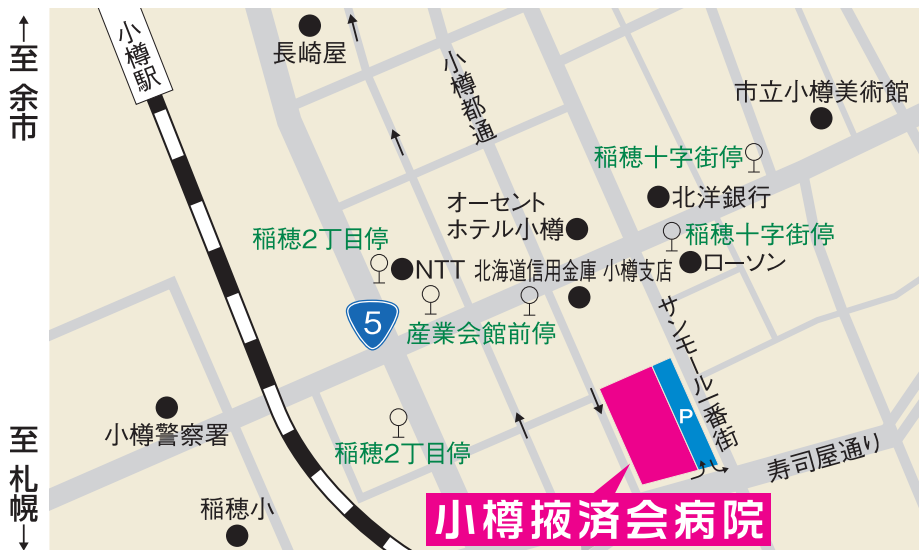 ↑至 余市
小樽駅
長崎屋
小樽都通
市立小樽美術館
稲穂十字街停
北洋銀行
オーセント
ホテル小樽
稲穂十字街停
稲穂2丁目停
NTT
北海道信用金庫 小樽支店
ローソン
サンモール一番街
5
産業会館前停
P
小樽警察署
稲穂2丁目停
寿司屋通り
至 札幌↓
稲穂小
小樽掖済会病院